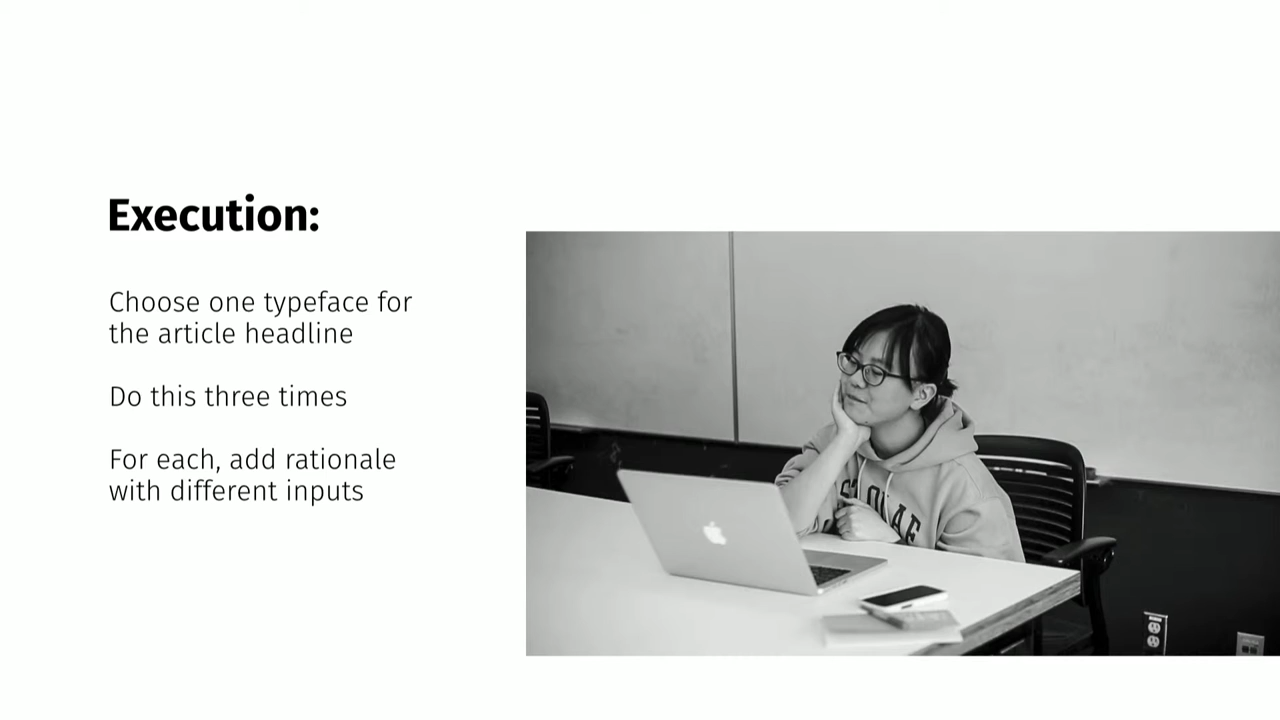 Execution:
Choose one typeface for
the article headline
Do this three times
For each, add rationale
with different inputs